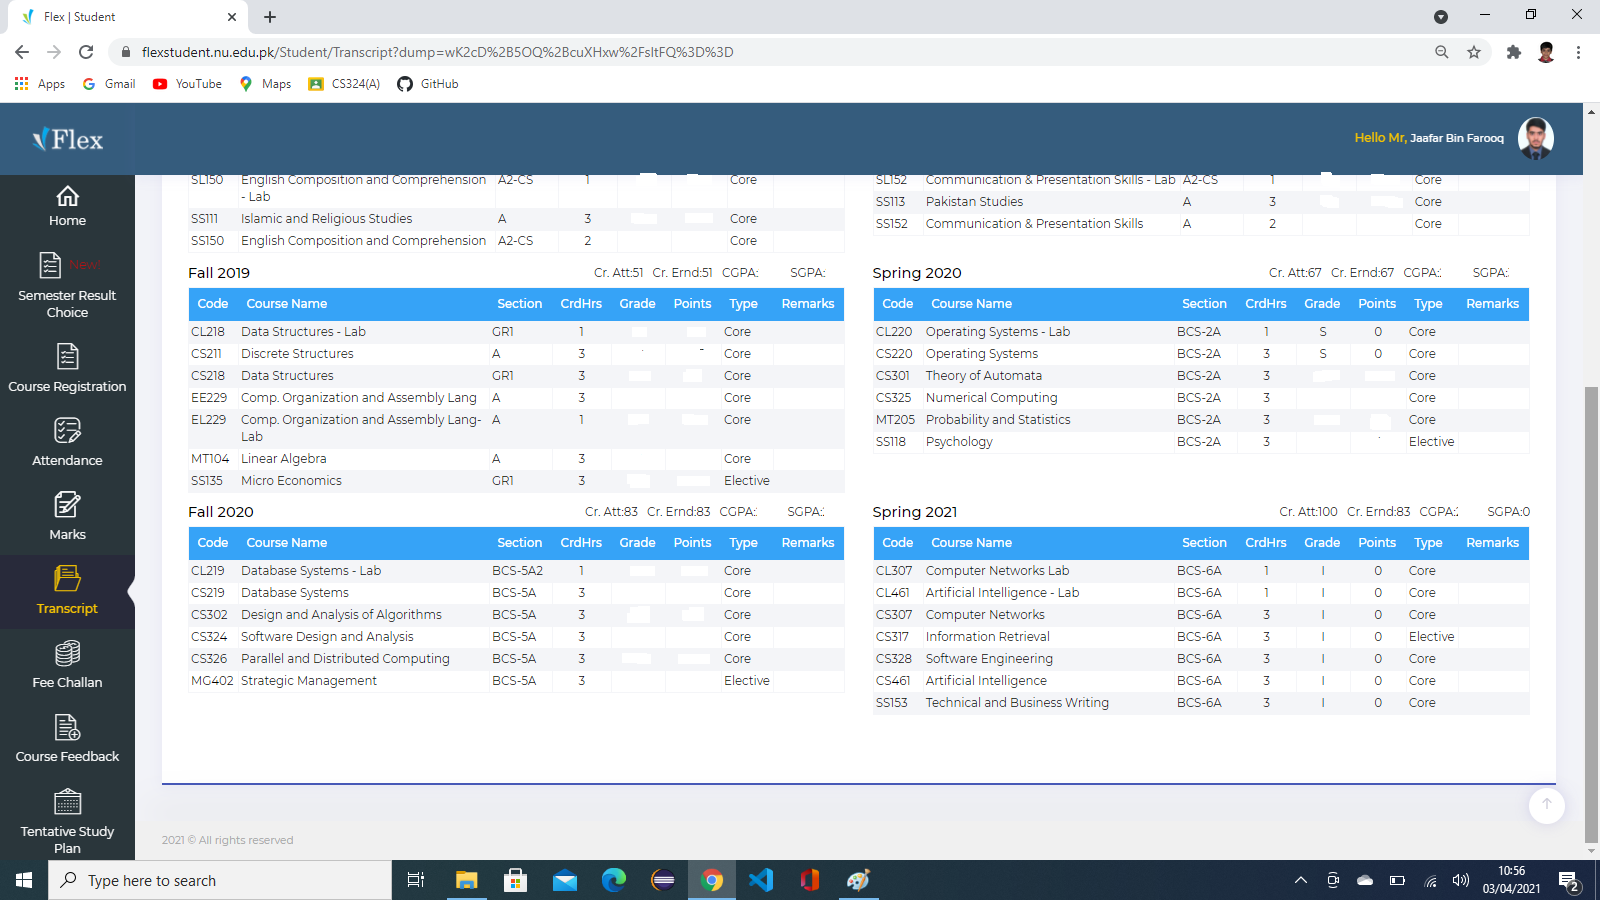 Flex | Student
flexstudent.nu.edu.pk/Student/Transcript?dump=wK2cD%2B5OQ%2BcuXHxw%2FsItFQ%3D%3D
Apps Gmail YouTube Maps CS324(A) GitHub
Flex
Hello Mr, Jaafar Bin Farooq
Home
New!
Semester Result
Choice
Course Registration
Attendance
Marks
Transcript
Fee Challan
Course Feedback
Tentative Study
Plan
SL150 English Composition and Comprehension A2-CS 1 Core
- Lab
SS111 Islamic and Religious Studies A 3 Core
SS150 English Composition and Comprehension A2-CS 2 Core
SL152 Communication & Presentation Skills - Lab A2-CS 1 Core
SS113 Pakistan Studies A 3 Core
SS152 Communication & Presentation Skills A 2 Core
Fall 2019 Cr. Att:51 Cr. Ernd:51 CGPA: SGPA:
Code Course Name Section CrdHrs Grade Points Type Remarks
CL218 Data Structures - Lab GR1 1 Core
CS211 Discrete Structures A 3 Core
CS218 Data Structures GR1 3 Core
EE229 Comp. Organization and Assembly Lang A 3 Core
EL229 Comp. Organization and Assembly Lang- A 1 Core
Lab
MT104 Linear Algebra A 3 Core
SS135 Micro Economics GR1 3 Elective
Spring 2020 Cr. Att:67 Cr. Ernd:67 CGPA: SGPA:
Code Course Name Section CrdHrs Grade Points Type Remarks
CL220 Operating Systems - Lab BCS-2A 1 S 0 Core
CS220 Operating Systems BCS-2A 3 S 0 Core
CS301 Theory of Automata BCS-2A 3 Core
CS325 Numerical Computing BCS-2A 3 Core
MT205 Probability and Statistics BCS-2A 3 Core
SS118 Psychology BCS-2A 3 Elective
Fall 2020 Cr. Att:83 Cr. Ernd:83 CGPA: SGPA:
Code Course Name Section CrdHrs Grade Points Type Remarks
CL219 Database Systems - Lab BCS-5A2 1 Core
CS219 Database Systems BCS-5A 3 Core
CS302 Design and Analysis of Algorithms BCS-5A 3 Core
CS324 Software Design and Analysis BCS-5A 3 Core
CS326 Parallel and Distributed Computing BCS-5A 3 Core
MG402 Strategic Management BCS-5A 3 Elective
Spring 2021 Cr. Att:100 Cr. Ernd:83 CGPA: SGPA:0
Code Course Name Section CrdHrs Grade Points Type Remarks
CL307 Computer Networks Lab BCS-6A 1 I 0 Core
CL461 Artificial Intelligence - Lab BCS-6A 1 I 0 Core
CS307 Computer Networks BCS-6A 3 I 0 Core
CS317 Information Retrieval BCS-6A 3 I 0 Elective
CS328 Software Engineering BCS-6A 3 I 0 Core
CS461 Artificial Intelligence BCS-6A 3 I 0 Core
SS153 Technical and Business Writing BCS-6A 3 I 0 Core
2021 © All rights reserved
Type here to search
10:56
03/04/2021
2